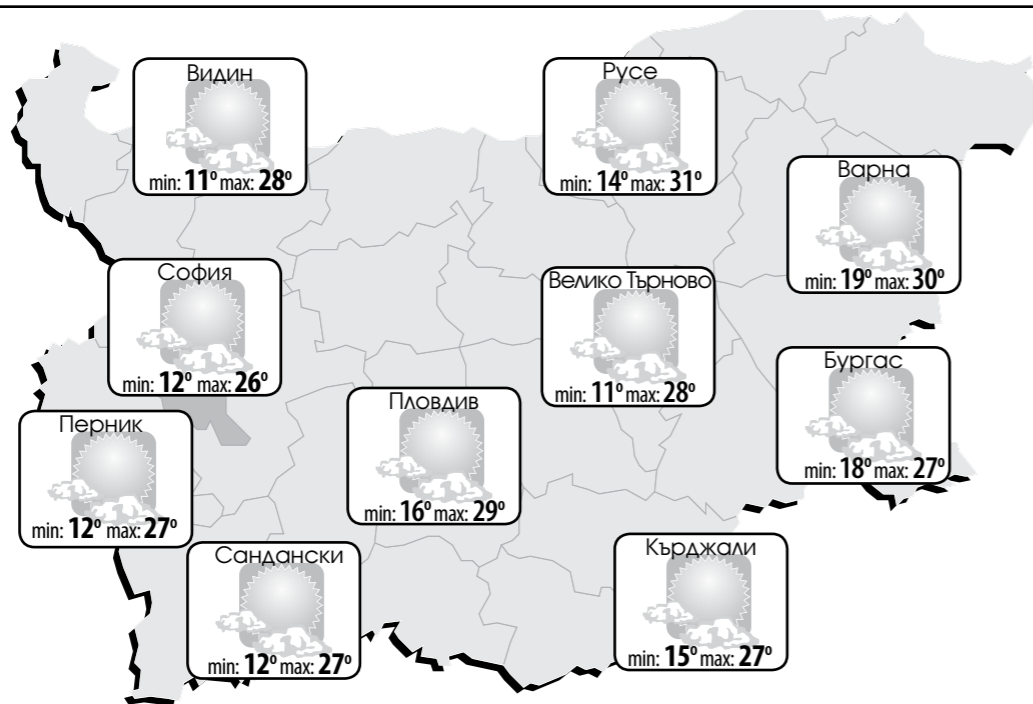 Видин
min: 11° max: 28°
Русе
min: 14° max: 31°
Варна
min: 19° max: 30°
София
min: 12° max: 26°
Велико Търново
min: 11° max: 28°
Бургас
min: 18° max: 27°
Пловдив
min: 16° max: 29°
Перник
min: 12° max: 27°
Сандански
min: 12° max: 27°
Кърджали
min: 15° max: 27°